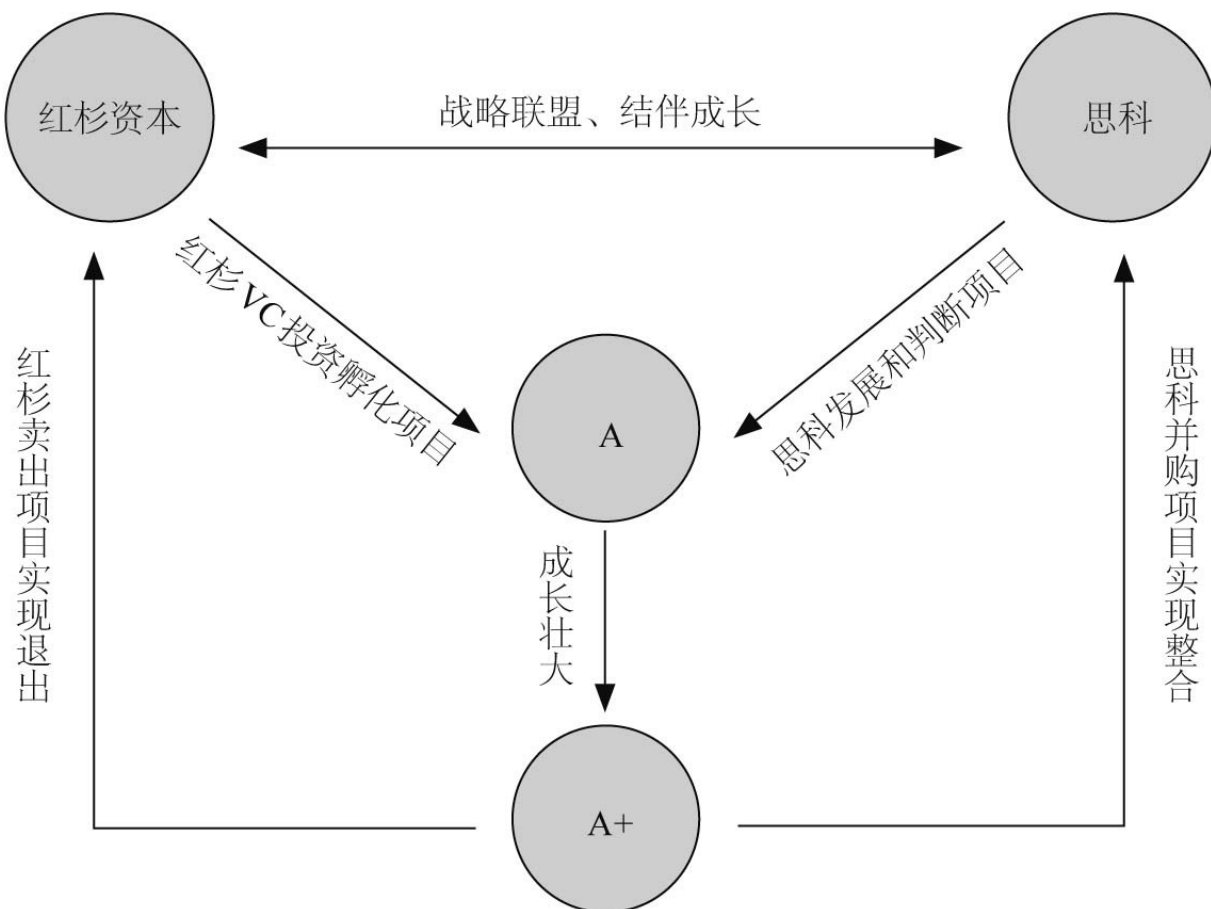 红杉资本
战略联盟、结伴成长
思科
红杉VC投资孵化项目
思科发展和判断项目
A
红杉卖出项目实现退出
成长壮大
思科并购项目实现整合
A+